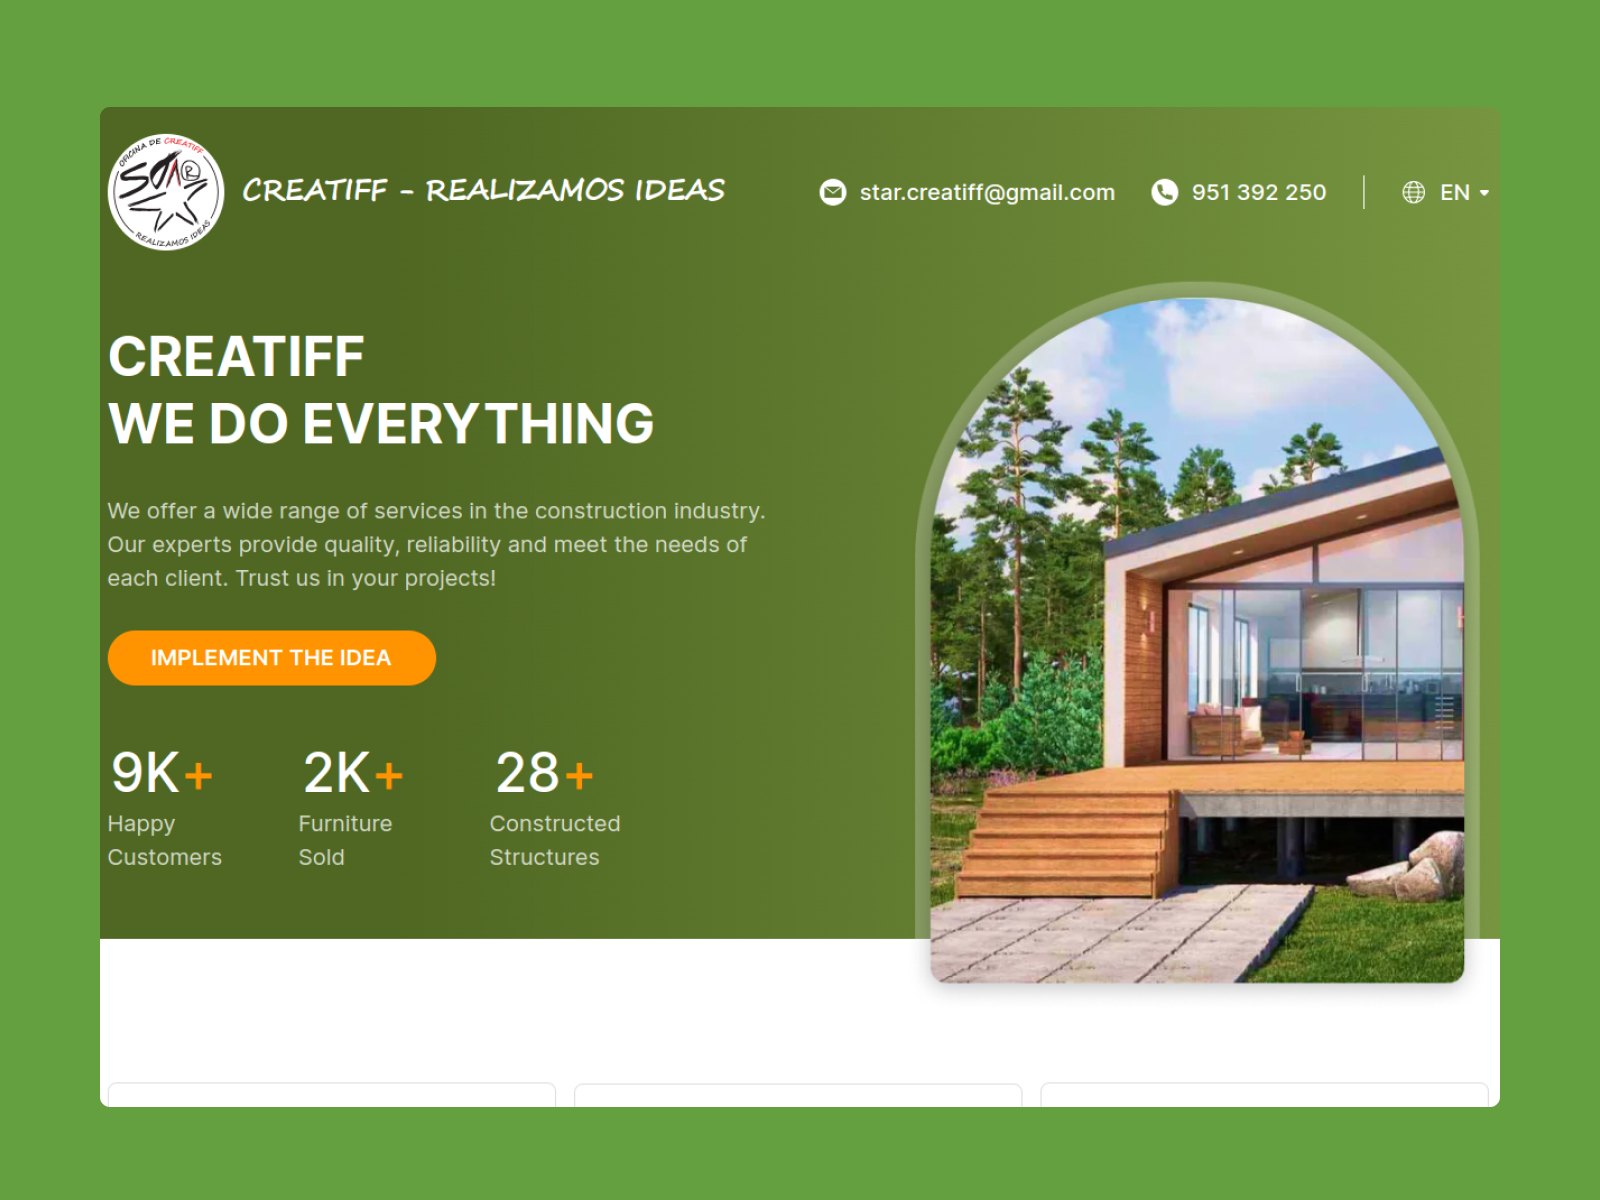 OFICINA DE CREATIFF
STAR
R
REALIZAMOS IDEAS
CREATIFF - REALIZAMOS IDEAS
star.creatiff@gmail.com
951 392 250
EN
CREATIFF
WE DO EVERYTHING
We offer a wide range of services in the construction industry.
Our experts provide quality, reliability and meet the needs of
each client. Trust us in your projects!
IMPLEMENT THE IDEA
9K+
2K+
28+
Happy
Customers
Furniture
Sold
Constructed
Structures